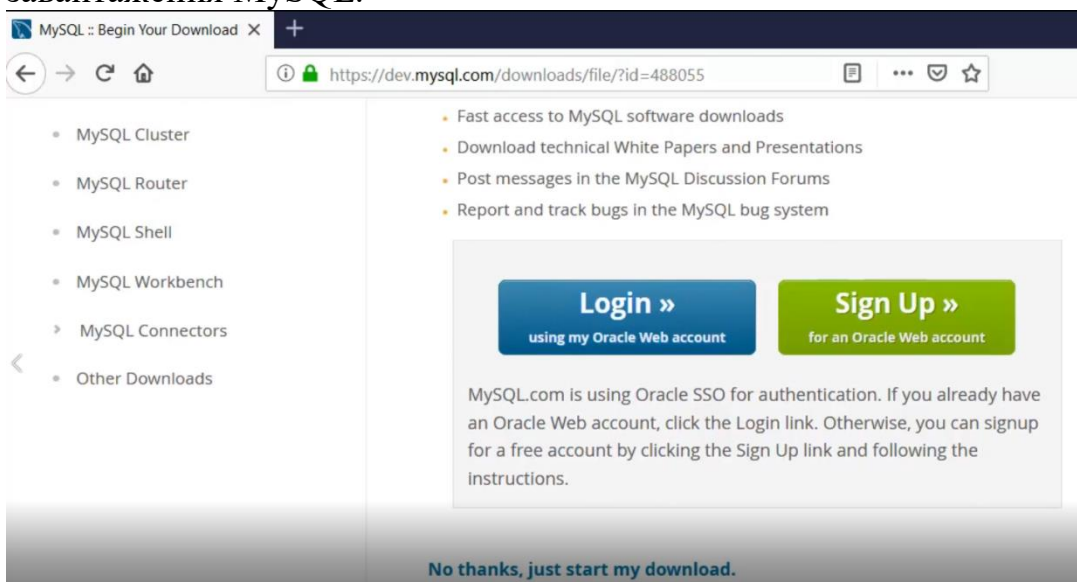 завантаження MySQL.
MySQL :: Begin Your Download
https://dev.mysql.com/downloads/file/?id=488055
MySQL Cluster
MySQL Router
MySQL Shell
MySQL Workbench
MySQL Connectors
Other Downloads
Fast access to MySQL software downloads
Download technical White Papers and Presentations
Post messages in the MySQL Discussion Forums
Report and track bugs in the MySQL bug system
Login »
using my Oracle Web account
Sign Up »
for an Oracle Web account
MySQL.com is using Oracle SSO for authentication. If you already have
an Oracle Web account, click the Login link. Otherwise, you can signup
for a free account by clicking the Sign Up link and following the
instructions.
No thanks, just start my download.